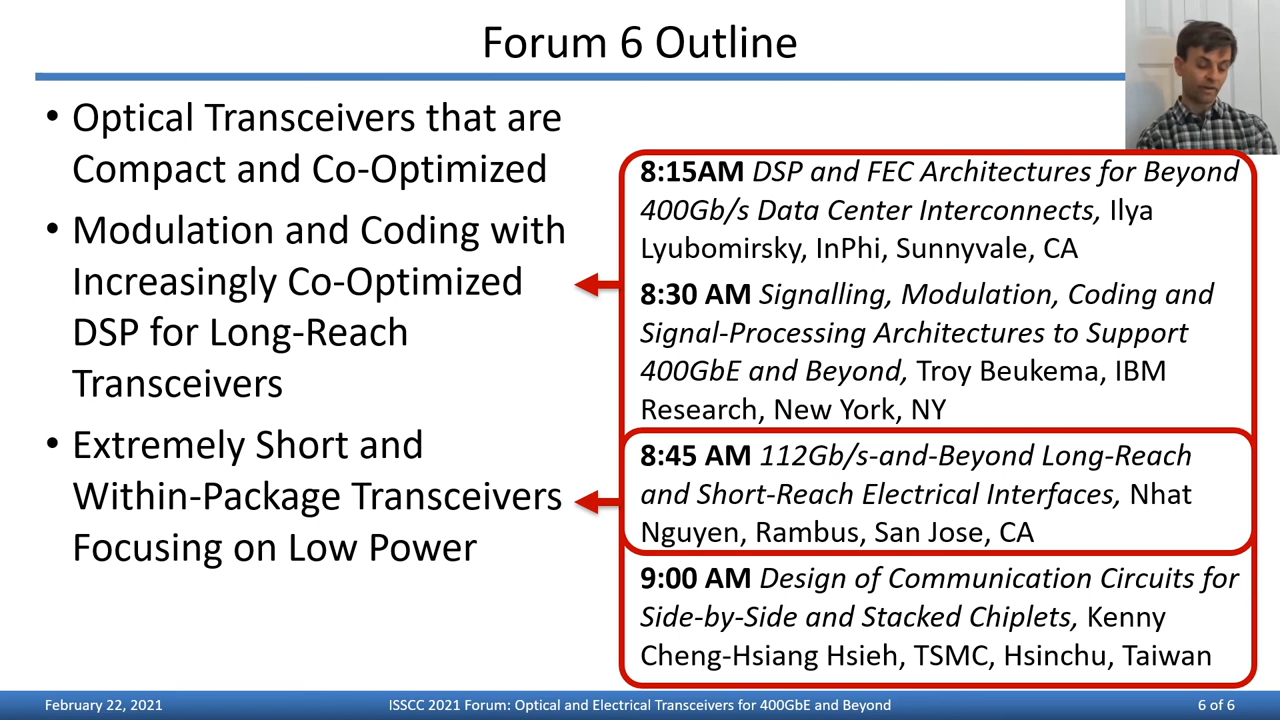 Forum 6 Outline
• Optical Transceivers that are
Compact and Co-Optimized
• Modulation and Coding with
Increasingly Co-Optimized
DSP for Long-Reach
Transceivers
• Extremely Short and
Within-Package Transceivers
Focusing on Low Power
8:15AM DSP and FEC Architectures for Beyond
400Gb/s Data Center Interconnects, Ilya
Lyubomirsky, InPhi, Sunnyvale, CA
8:30 AM Signalling, Modulation, Coding and
Signal-Processing Architectures to Support
400GbE and Beyond, Troy Beukema, IBM
Research, New York, NY
8:45 AM 112Gb/s-and-Beyond Long-Reach
and Short-Reach Electrical Interfaces, Nhat
Nguyen, Rambus, San Jose, CA
9:00 AM Design of Communication Circuits for
Side-by-Side and Stacked Chiplets, Kenny
Cheng-Hsiang Hsieh, TSMC, Hsinchu, Taiwan
February 22, 2021
ISSCC 2021 Forum: Optical and Electrical Transceivers for 400GbE and Beyond
6 of 6